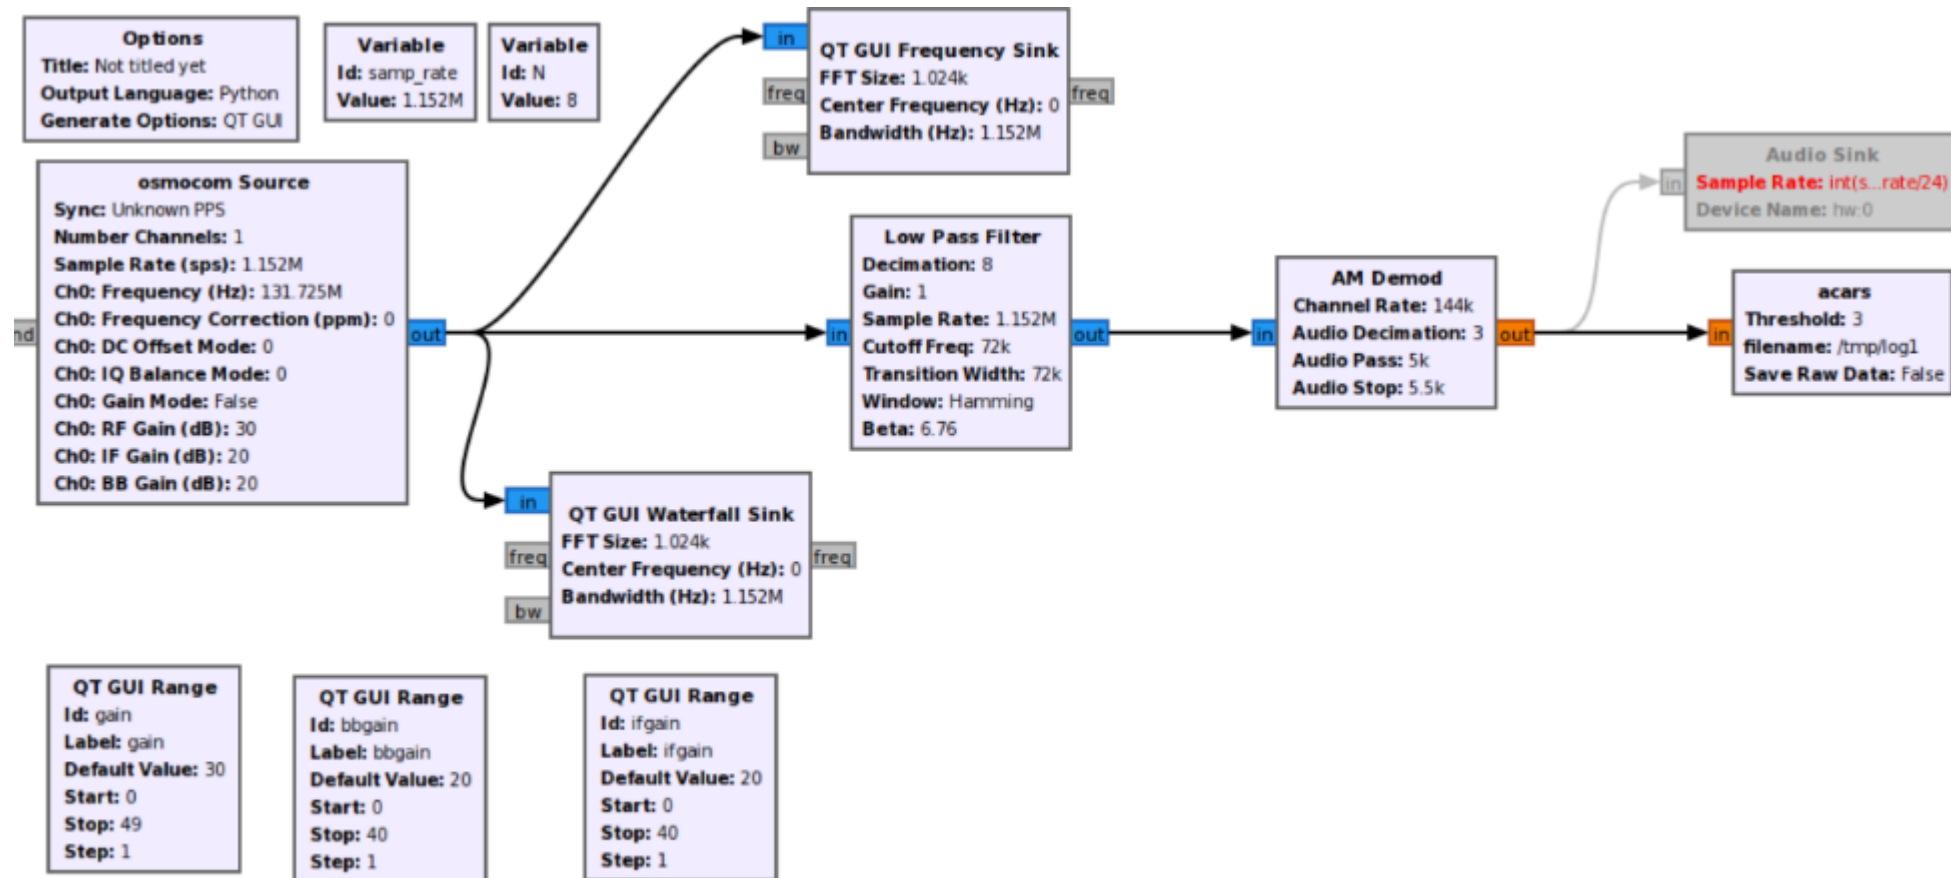 Options
Title: Not titled yet
Output Language: Python
Generate Options: QT GUI
Variable
Id: samp_rate
Value: 1.152M
Variable
Id: N
Value: 8
in
freq
bw
QT GUI Frequency Sink
FFT Size: 1.024k
Center Frequency (Hz): 0
Bandwidth (Hz): 1.152M
freq
osmocom Source
Sync: Unknown PPS
Number Channels: 1
Sample Rate (sps): 1.152M
Ch0: Frequency (Hz): 131.725M
Ch0: Frequency Correction (ppm): 0
Ch0: DC Offset Mode: 0
Ch0: IQ Balance Mode: 0
Ch0: Gain Mode: False
Ch0: RF Gain (dB): 30
Ch0: IF Gain (dB): 20
Ch0: BB Gain (dB): 20
nd
out
in
Low Pass Filter
Decimation: 8
Gain: 1
Sample Rate: 1.152M
Cutoff Freq: 72k
Transition Width: 72k
Window: Hamming
Beta: 6.76
out
in
AM Demod
Channel Rate: 144k
Audio Decimation: 3
Audio Pass: 5k
Audio Stop: 5.5k
out
in
Audio Sink
Sample Rate: int(s...rate/24)
Device Name: hw:0
in
acars
Threshold: 3
filename: /tmp/log1
Save Raw Data: False
in
freq
bw
QT GUI Waterfall Sink
FFT Size: 1.024k
Center Frequency (Hz): 0
Bandwidth (Hz): 1.152M
freq
QT GUI Range
Id: gain
Label: gain
Default Value: 30
Start: 0
Stop: 49
Step: 1
QT GUI Range
Id: bbgain
Label: bbgain
Default Value: 20
Start: 0
Stop: 40
Step: 1
QT GUI Range
Id: ifgain
Label: ifgain
Default Value: 20
Start: 0
Stop: 40
Step: 1